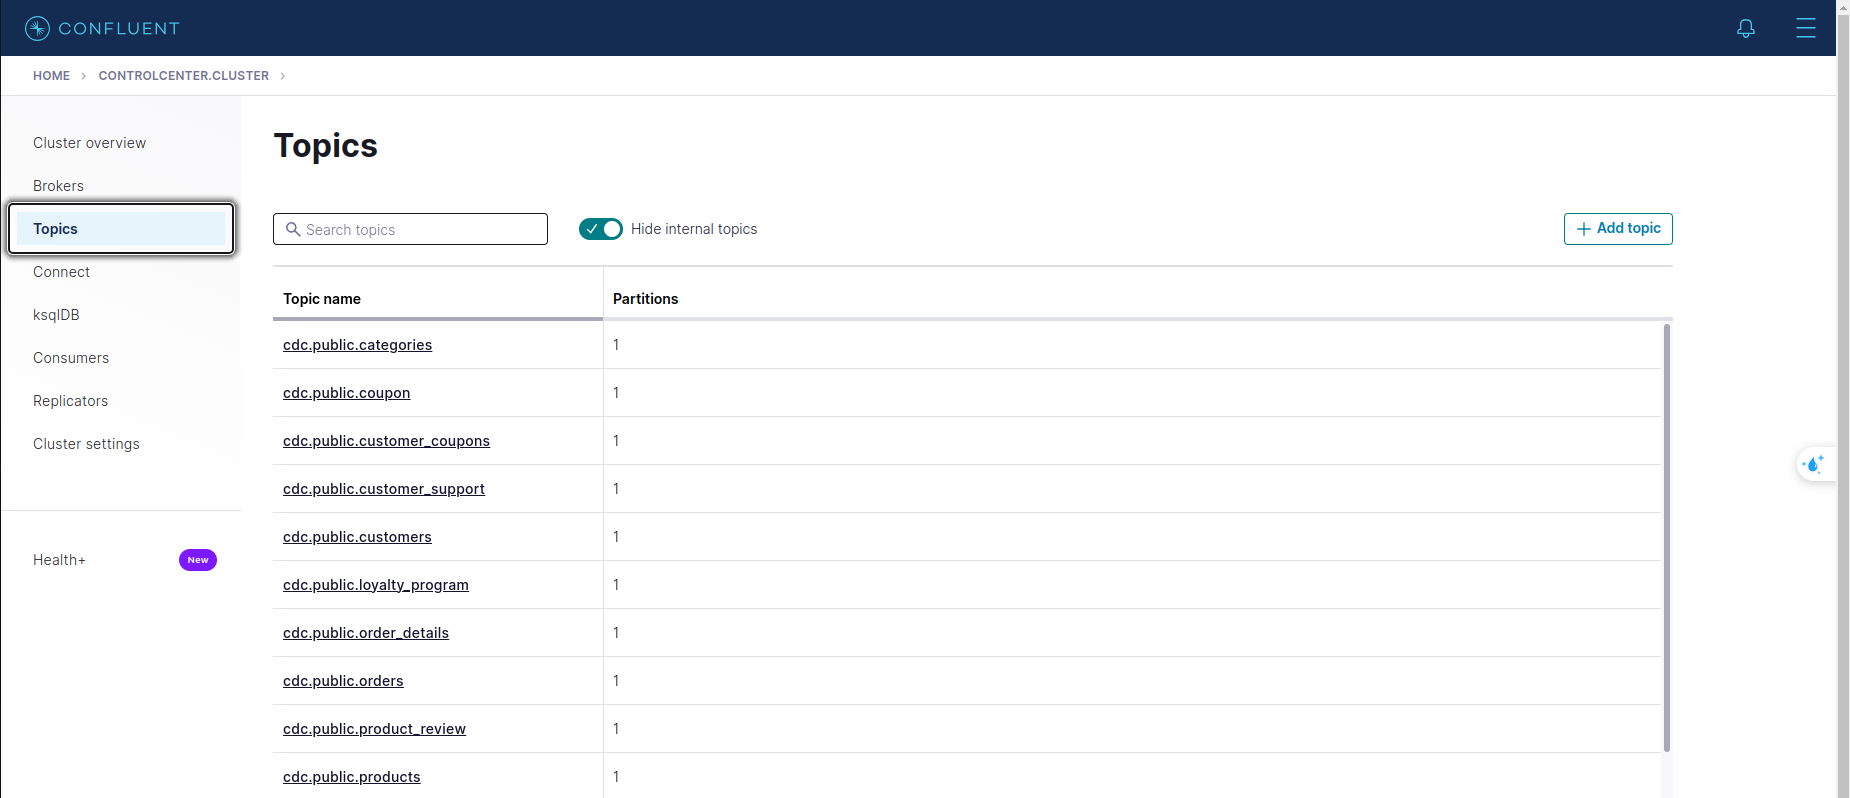 CONFLUENT
HOME > CONTROLCENTER.CLUSTER >
Cluster overview
Brokers
Topics
Connect
ksqlDB
Consumers
Replicators
Cluster settings
Health+ New
Topics
Search topics
Hide internal topics
+ Add topic
Topic name Partitions
cdc.public.categories 1
cdc.public.coupon 1
cdc.public.customer_coupons 1
cdc.public.customer_support 1
cdc.public.customers 1
cdc.public.loyalty_program 1
cdc.public.order_details 1
cdc.public.orders 1
cdc.public.product_review 1
cdc.public.products 1